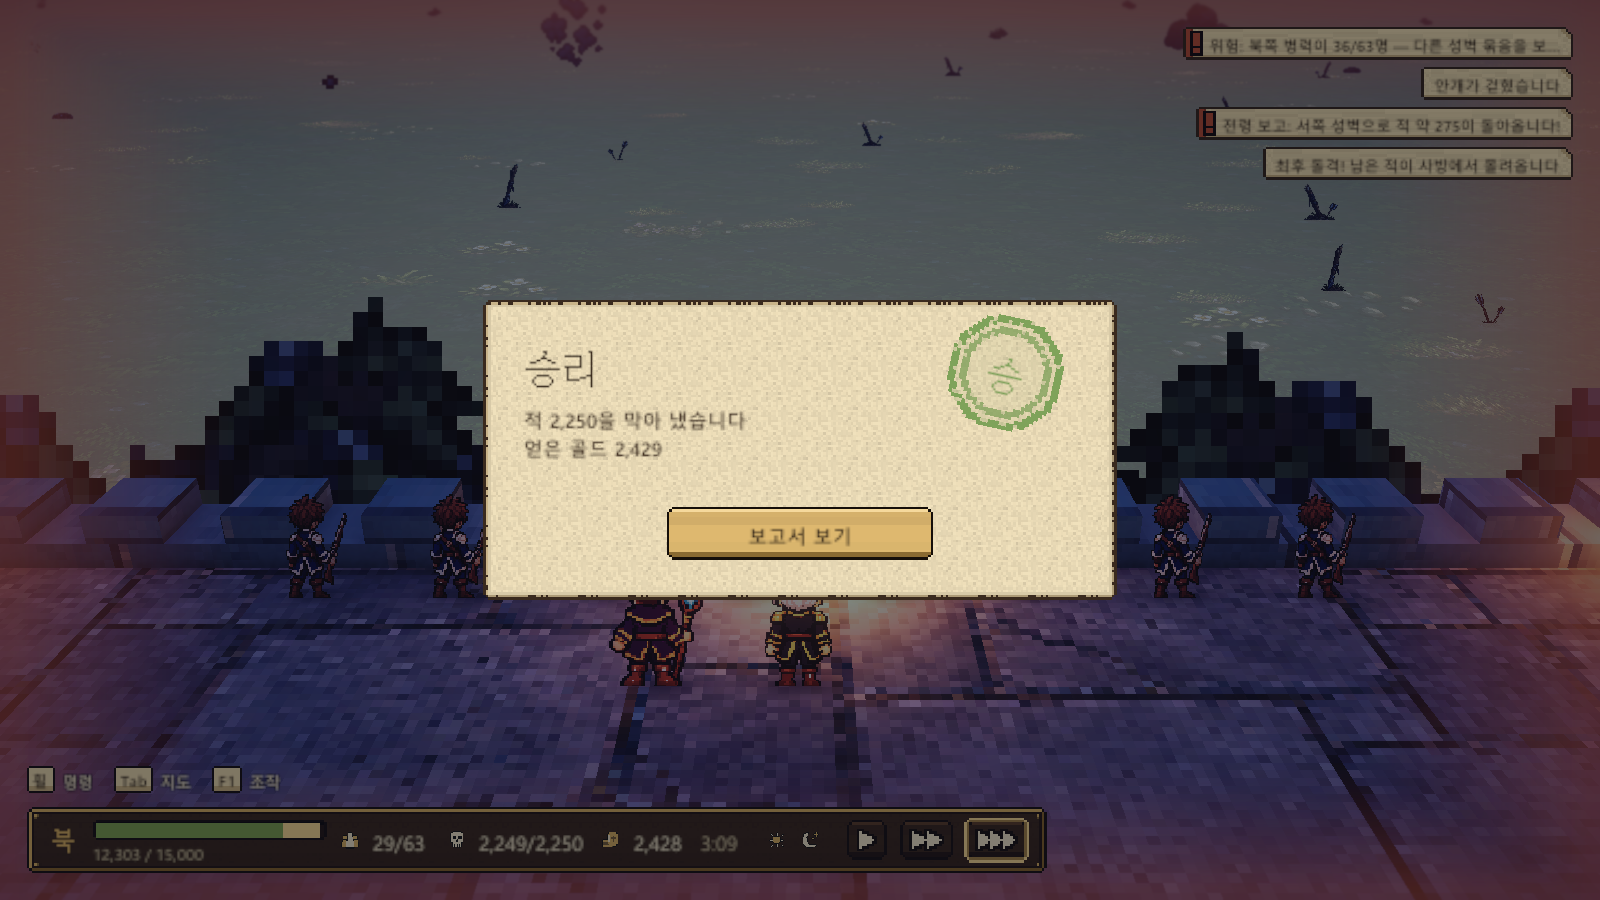 위험: 북쪽 병력이 36/63명 — 다른 성벽 묶음을 보...
안개가 걷혔습니다
전령 보고: 서쪽 성벽으로 적 약 275이 돌아옵니다!
최후 돌격! 남은 적이 사방에서 몰려옵니다
승리
승
적 2,250을 막아 냈습니다
얻은 골드 2,429
보고서 보기
휠 명령 Tab 지도 F1 조작
북 12,303 / 15,000 29/63 2,249/2,250 2,428 3:09